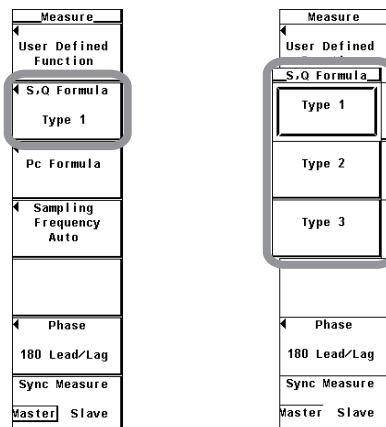 Measure
User Defined
Function
S,Q Formula
Type 1
Pc Formula
Sampling
Frequency
Auto
Phase
180 Lead/Lag
Sync Measure
Master Slave
Measure
User Defined
S,Q Formula
Type 1
Type 2
Type 3
Phase
180 Lead/Lag
Sync Measure
Master Slave